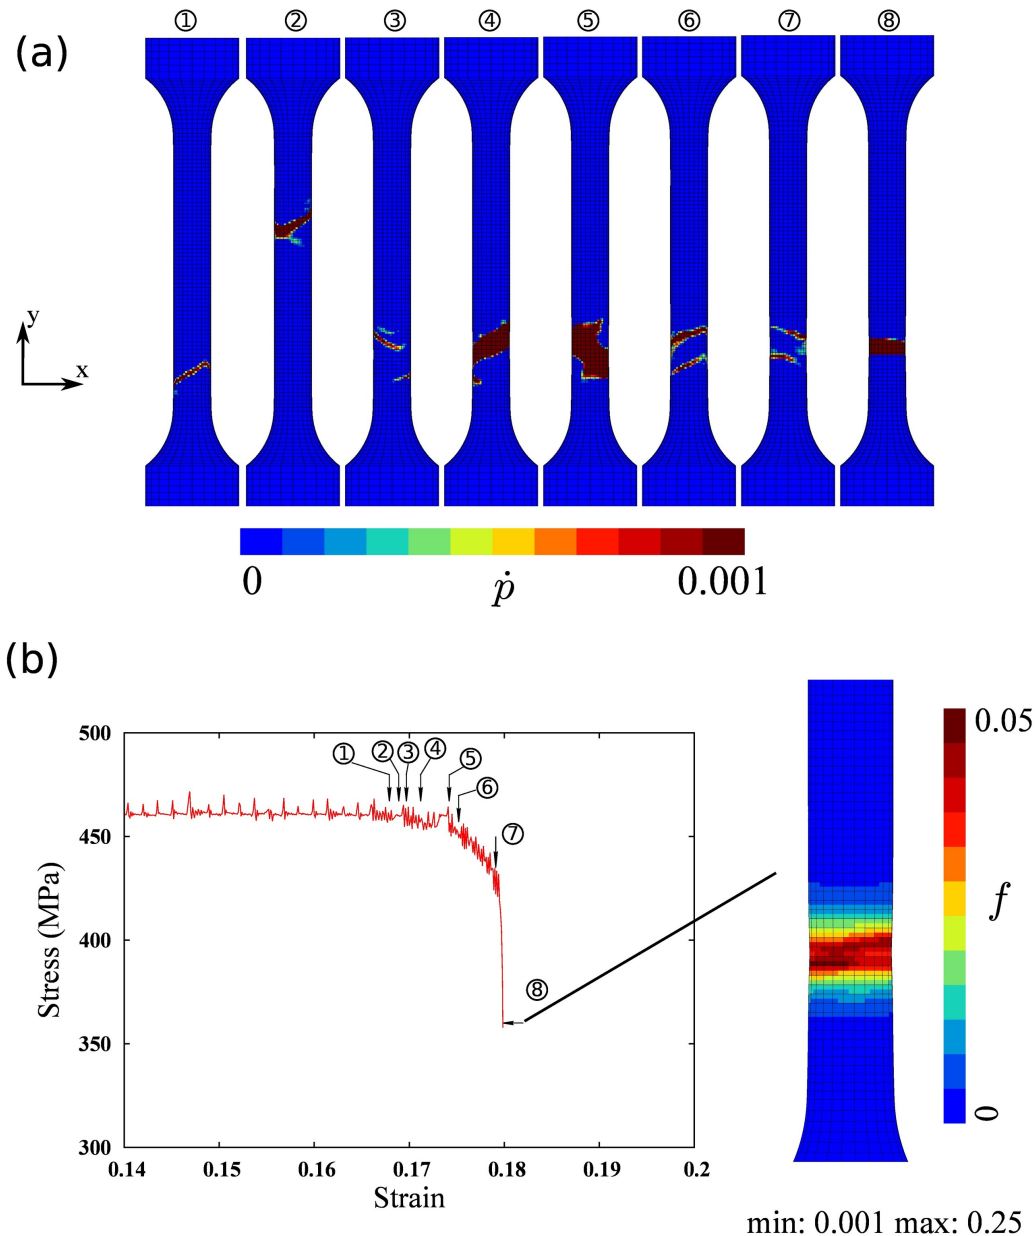 (a)
① ② ③ ④ ⑤ ⑥ ⑦ ⑧
y
x
0 ṗ 0.001
(b)
Stress (MPa)
500
450
400
350
300
① ② ③ ④ ⑤
⑥
⑦
⑧
0.14 0.15 0.16 0.17 0.18 0.19 0.2
Strain
0.05
f
0
min: 0.001 max: 0.25